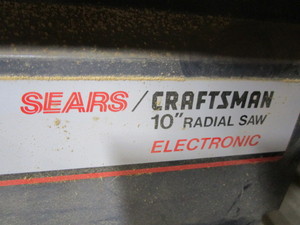 SEARS / CRAFTSMAN
10" RADIAL SAW
ELECTRONIC